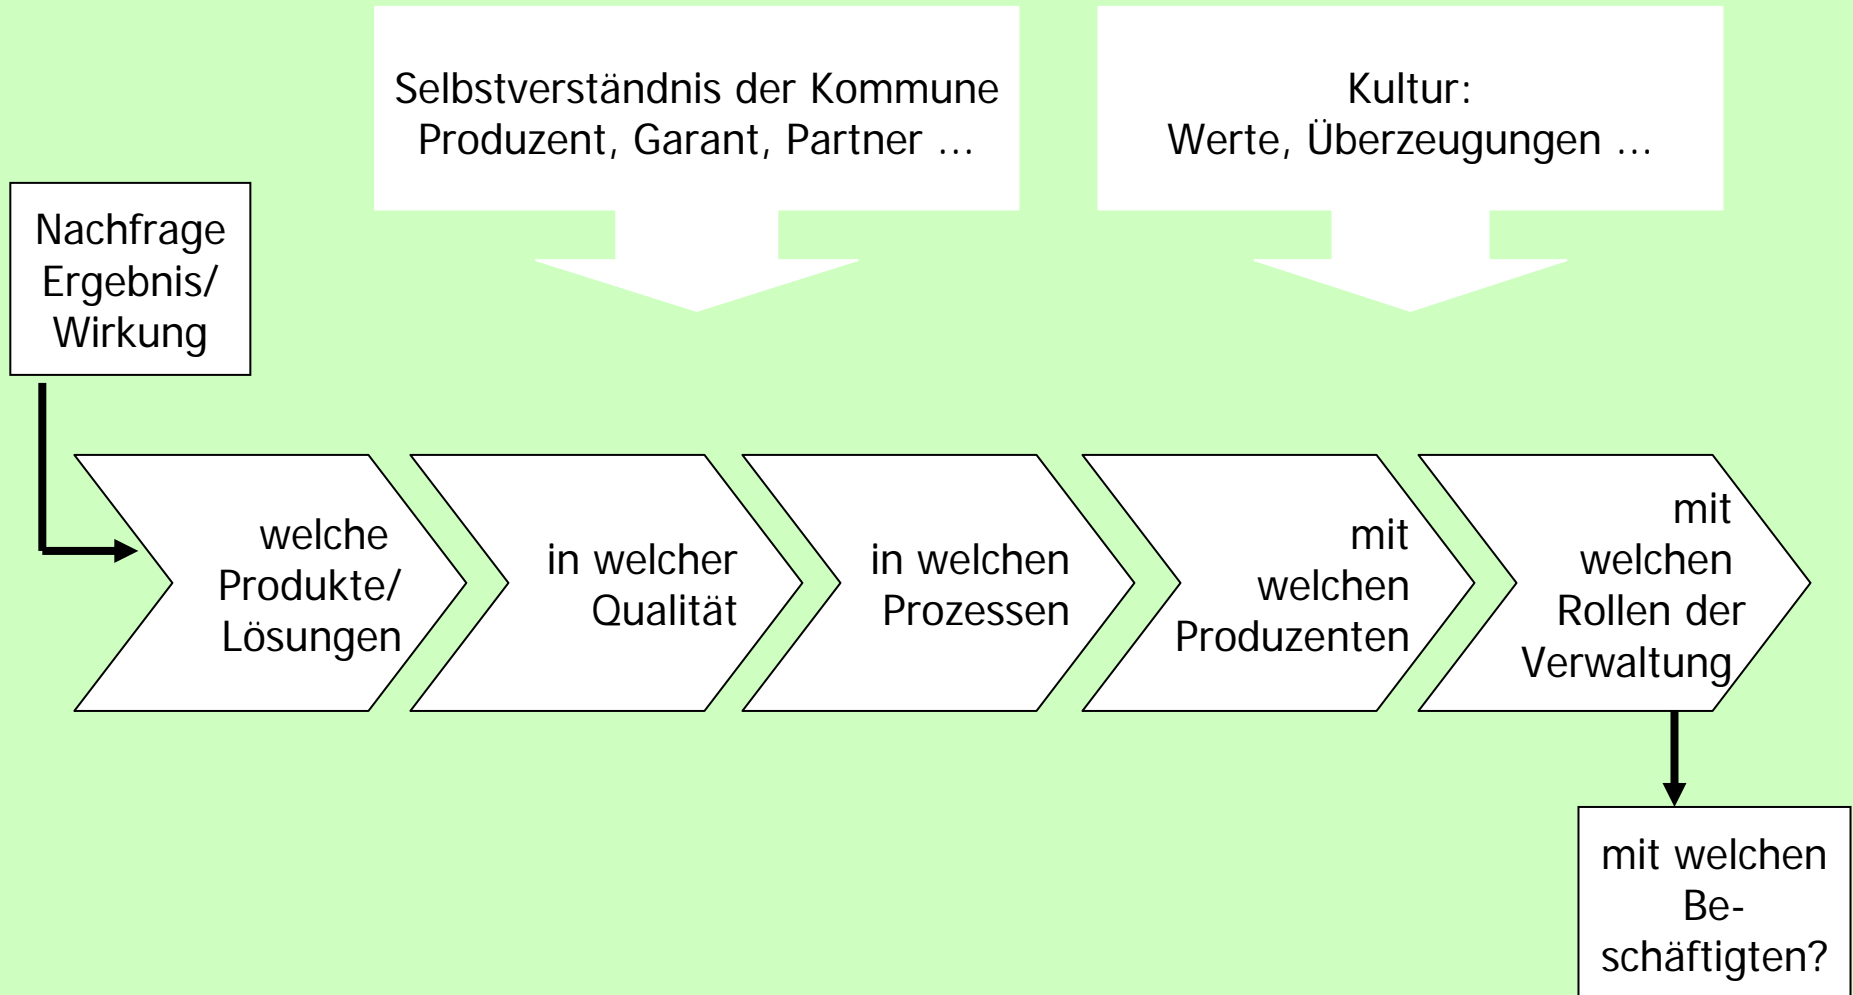 Selbstverständnis der Kommune
Produzent, Garant, Partner ...
Kultur:
Werte, Überzeugungen ...
Nachfrage
Ergebnis/
Wirkung
welche
Produkte/
Lösungen
in welcher
Qualität
in welchen
Prozessen
mit
welchen
Produzenten
mit
welchen
Rollen der
Verwaltung
mit welchen
Be-
schäftigten?